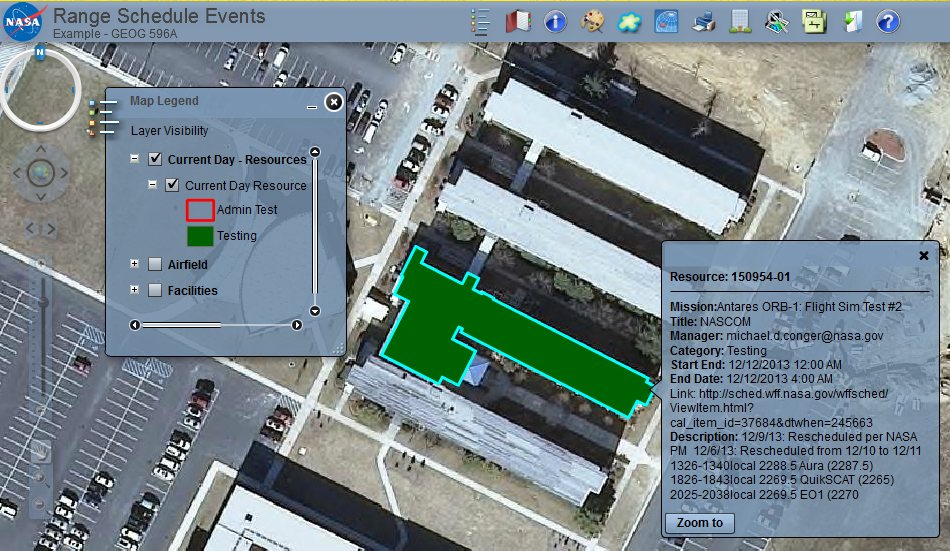 NASA
Range Schedule Events
Example - GEOG 596A
N
Map Legend
Layer Visibility
Current Day - Resources
Current Day Resource
Admin Test
Testing
Airfield
Facilities
Resource: 150954-01
Mission:Antares ORB-1: Flight Sim Test #2
Title: NASCOM
Manager: michael.d.conger@nasa.gov
Category: Testing
Start End: 12/12/2013 12:00 AM
End Date: 12/12/2013 4:00 AM
Link: http://sched.wff.nasa.gov/wffsched/
ViewItem.html?
cal_item_id=37684&dtwhen=245663
Description: 12/9/13: Rescheduled per NASA
PM 12/6/13: Rescheduled from 12/10 to 12/11
1326-1340local 2288.5 Aura (2287.5)
1826-1843local 2269.5 QuikSCAT (2265)
2025-2038local 2269.5 EO1 (2270
Zoom to